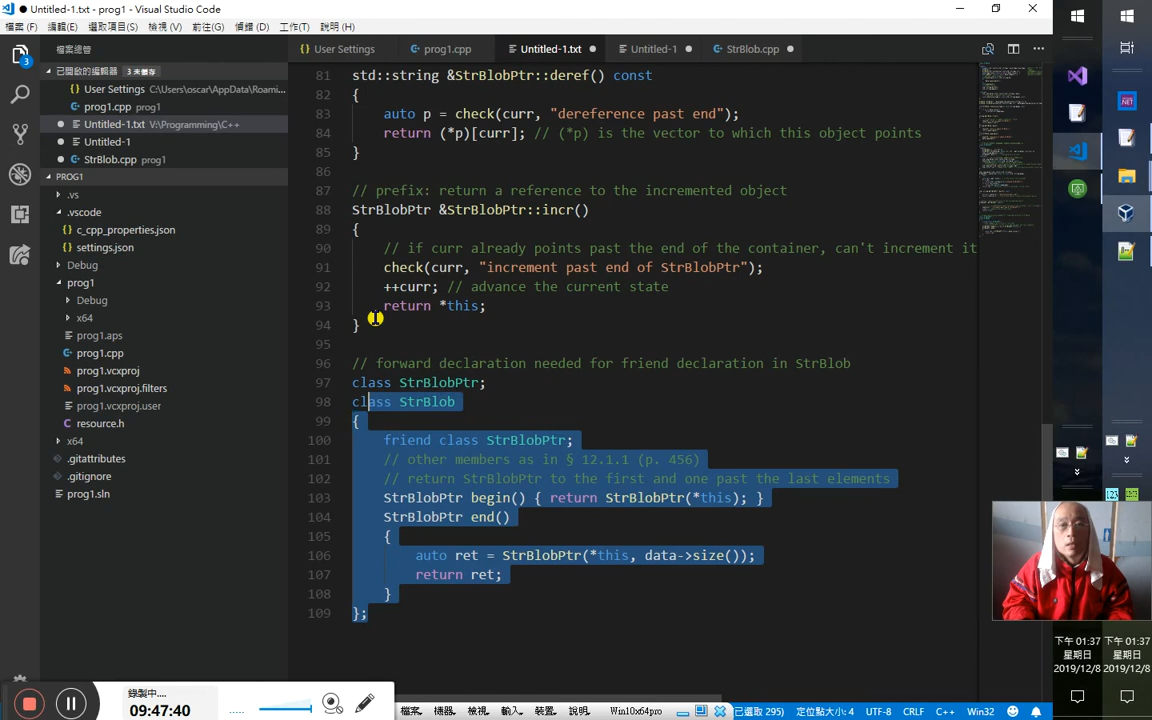 Untitled-1.txt - prog1 - Visual Studio Code
檔案(F) 編輯(E) 選取項目(S) 檢視(V) 前往(G) 偵錯(D) 工作(T) 說明(H)
檔案總管
User Settings
prog1.cpp
Untitled-1.txt
Untitled-1
StrBlob.cpp
已開啟的編輯器 3 未儲存
User Settings C:\Users\oscar\AppData\Roami...
prog1.cpp prog1
Untitled-1.txt V:\Programming\C++
Untitled-1
StrBlob.cpp prog1
3
PROG1
.vs
.vscode
c_cpp_properties.json
settings.json
Debug
prog1
Debug
x64
prog1.aps
prog1.cpp
prog1.vcxproj
prog1.vcxproj.filters
prog1.vcxproj.user
resource.h
x64
.gitattributes
.gitignore
prog1.sln
81 std::string &StrBlobPtr::deref() const
82 {
83 auto p = check(curr, "dereference past end");
84 return (*p)[curr]; // (*p) is the vector to which this object points
85 }
86
87 // prefix: return a reference to the incremented object
88 StrBlobPtr &StrBlobPtr::incr()
89 {
90 // if curr already points past the end of the container, can't increment it
91 check(curr, "increment past end of StrBlobPtr");
92 ++curr; // advance the current state
93 return *this;
94 }
95
96 // forward declaration needed for friend declaration in StrBlob
97 class StrBlobPtr;
98 class StrBlob
99 {
100 friend class StrBlobPtr;
101 // other members as in § 12.1.1 (p. 456)
102 // return StrBlobPtr to the first and one past the last elements
103 StrBlobPtr begin() { return StrBlobPtr(*this); }
104 StrBlobPtr end()
105 {
106 auto ret = StrBlobPtr(*this, data->size());
107 return ret;
108 }
109 };
錄製中....
09:47:40
檔案 機器 檢視 輸入 裝置 說明 Win10x64pro
已選取 295) 定位點大小: 4 UTF-8 CRLF C++ Win32
下午 01:37
星期日
2019/12/8
下午 01:37
星期日
2019/12/8